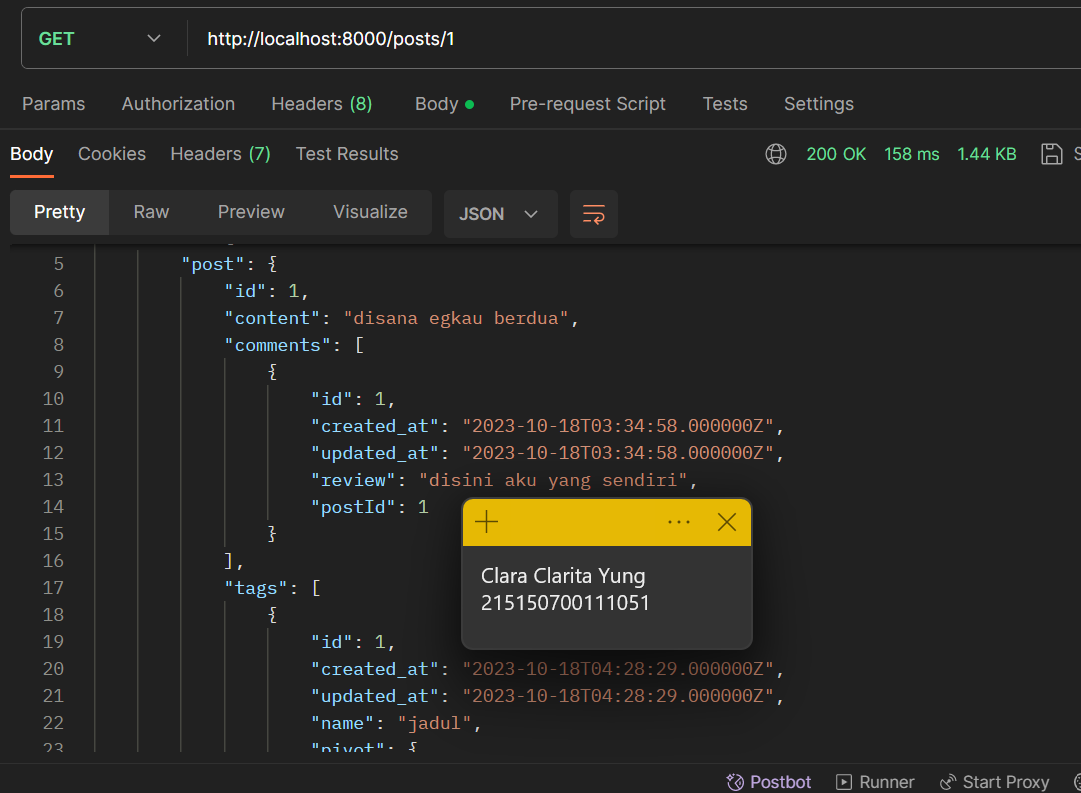 GET http://localhost:8000/posts/1
Params Authorization Headers (8) Body Pre-request Script Tests Settings
Body Cookies Headers (7) Test Results 200 OK 158 ms 1.44 KB S
Pretty Raw Preview Visualize JSON
5 "post": {
6 "id": 1,
7 "content": "disana egkau berdua",
8 "comments": [
9 {
10 "id": 1,
11 "created_at": "2023-10-18T03:34:58.000000Z",
12 "updated_at": "2023-10-18T03:34:58.000000Z",
13 "review": "disini aku yang sendiri",
14 "postId": 1
15 }
16 ],
17 "tags": [
18 {
19 "id": 1,
20 "created_at": "2023-10-18T04:28:29.000000Z",
21 "updated_at": "2023-10-18T04:28:29.000000Z",
22 "name": "jadul",
23 "pivot": {
Clara Clarita Yung
215150700111051
Postbot Runner Start Proxy